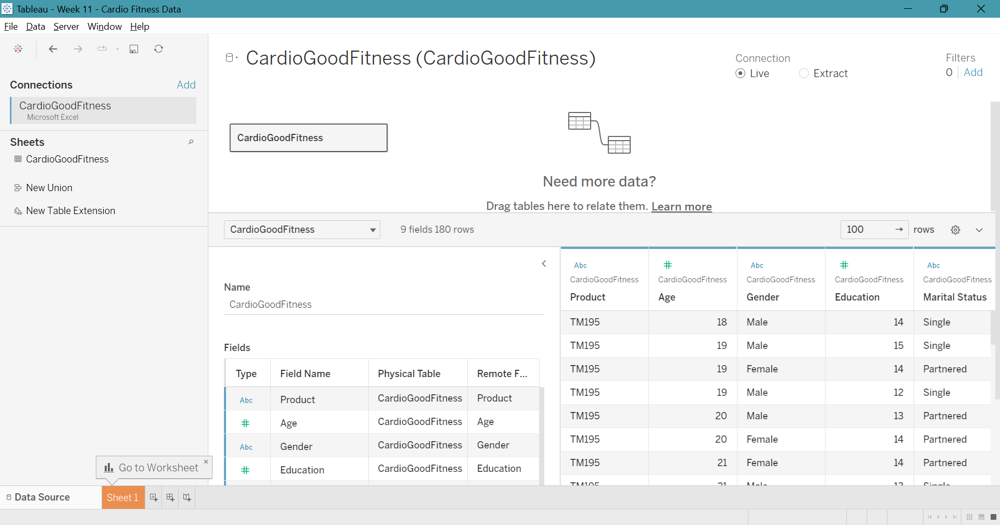 Tableau - Week 11 - Cardio Fitness Data
File Data Server Window Help
Connections Add
CardioGoodFitness
Microsoft Excel
Sheets
CardioGoodFitness
New Union
New Table Extension
CardioGoodFitness (CardioGoodFitness)
Connection
Live Extract
Filters
0 Add
CardioGoodFitness
Need more data?
Drag tables here to relate them. Learn more
CardioGoodFitness 9 fields 180 rows 100 → rows
Name
CardioGoodFitness
Fields
Type Field Name Physical Table Remote F...
Abc Product CardioGoodFitness Product
# Age CardioGoodFitness Age
Abc Gender CardioGoodFitness Gender
# Education CardioGoodFitness Education
Abc # Abc # Abc
CardioGoodFitness CardioGoodFitness CardioGoodFitness CardioGoodFitness CardioGoodFitness
Product Age Gender Education Marital Status
TM195 18 Male 14 Single
TM195 19 Male 15 Single
TM195 19 Female 14 Partnered
TM195 19 Male 12 Single
TM195 20 Male 13 Partnered
TM195 20 Female 14 Partnered
TM195 21 Female 14 Partnered
TM195 21 Male
Single
Go to Worksheet
Data Source Sheet 1